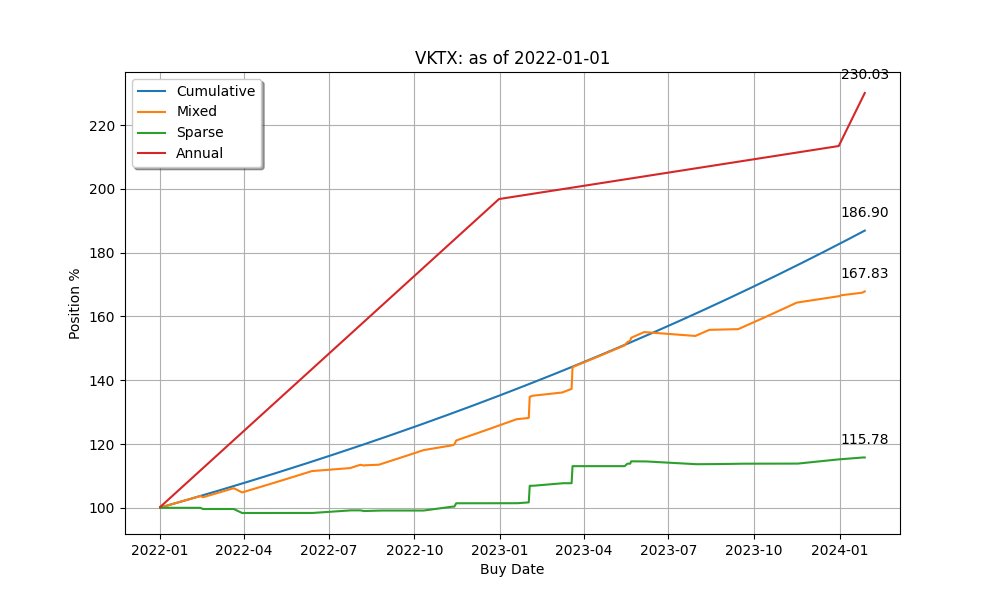 VKTX: as of 2022-01-01
230.03
Cumulative
Mixed
Sparse
Annual
220
200
186.90
180
167.83
160
140
120
115.78
100
Position %
2022-01 2022-04 2022-07 2022-10 2023-01 2023-04 2023-07 2023-10 2024-01
Buy Date